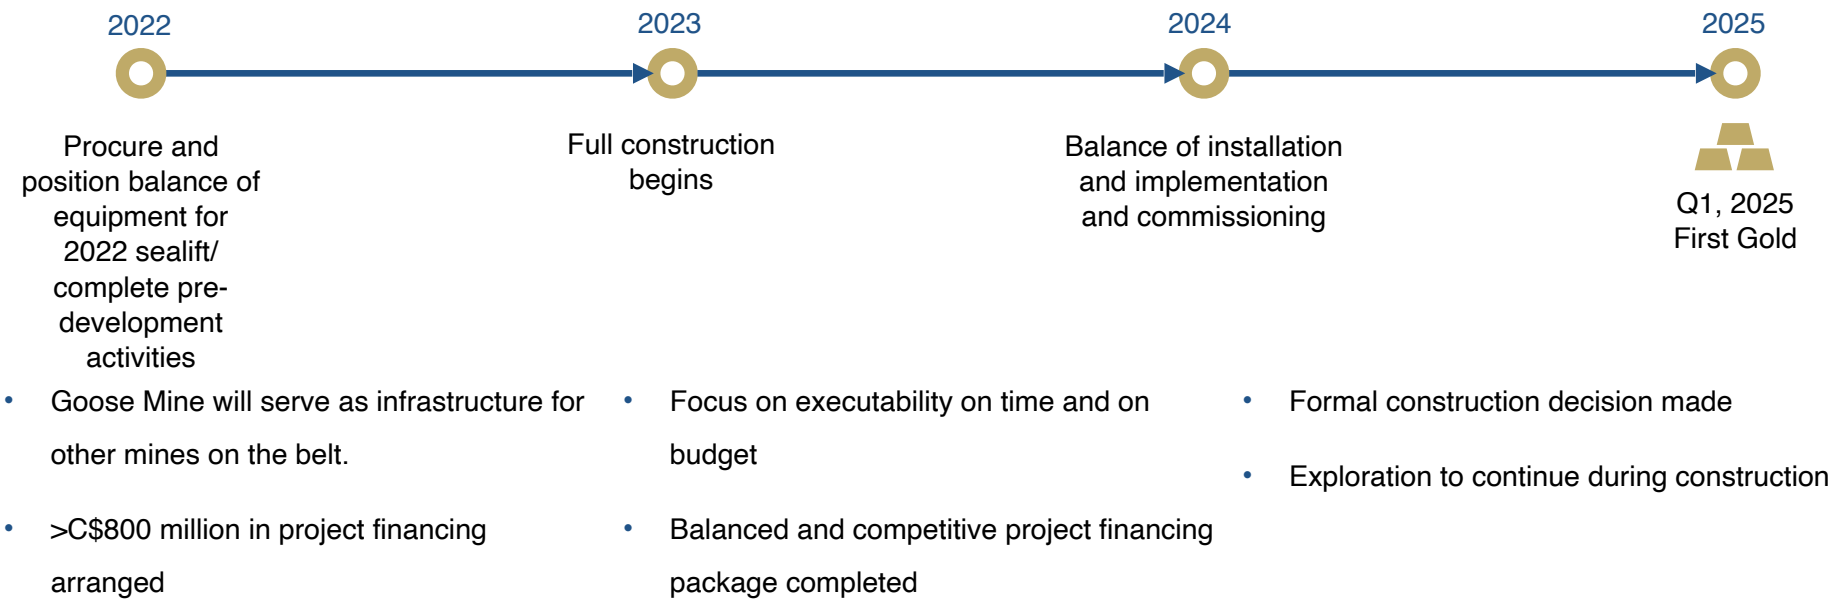 2022
2023
2024
2025
Procure and
position balance of
equipment for
2022 sealift/
complete pre-
development
activities
Full construction
begins
Balance of installation
and implementation
and commissioning
Q1, 2025
First Gold
• Goose Mine will serve as infrastructure for
other mines on the belt.
• >C$800 million in project financing
arranged
• Focus on executability on time and on
budget
• Balanced and competitive project financing
package completed
• Formal construction decision made
• Exploration to continue during construction